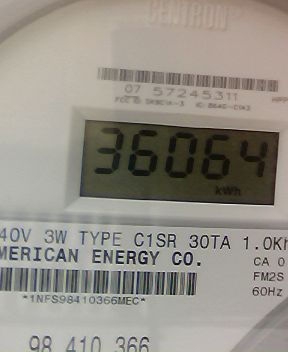 CENTRON
07 57245311
36064
kWh
40V 3W TYPE C1SR 30TA 1.0Kh
MERICAN ENERGY CO.
CA 0
FM2S
60Hz
*1NFS98410366MEC*
98 410 366